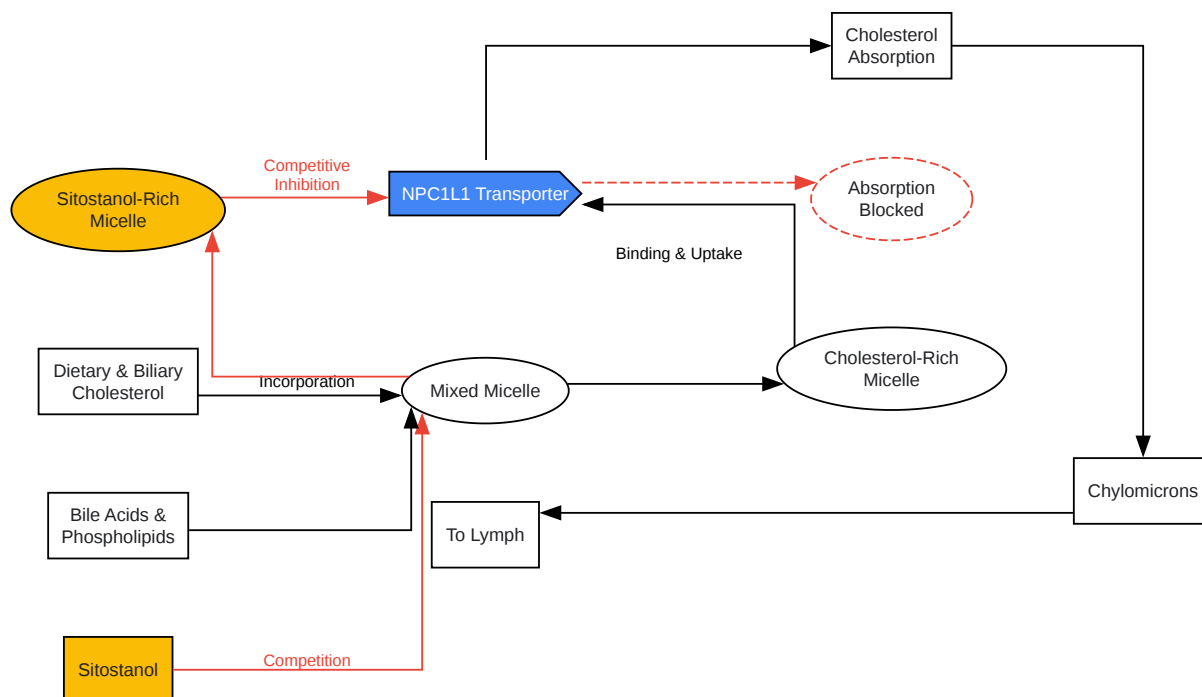 Cholesterol
Absorption
Competitive
Inhibition
Sitostanol-Rich
Micelle
NPC1L1 Transporter
Absorption
Blocked
Binding & Uptake
Dietary & Biliary
Cholesterol
Incorporation
Mixed Micelle
Cholesterol-Rich
Micelle
Chylomicrons
Bile Acids &
Phospholipids
To Lymph
Sitostanol
Competition